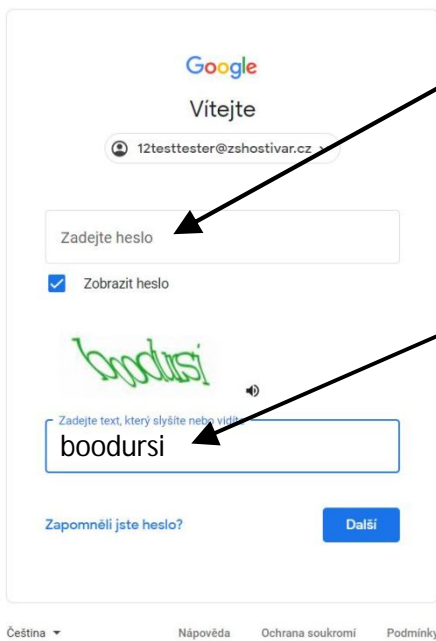 Google
Vítejte
12testtester@zshostivar.cz
Zadejte heslo
Zobrazit heslo
boodursi
Zadejte text, který slyšíte nebo vidíte
boodursi
Zapomněli jste heslo?
Další
Čeština
Nápověda
Ochrana soukromí
Podmínky